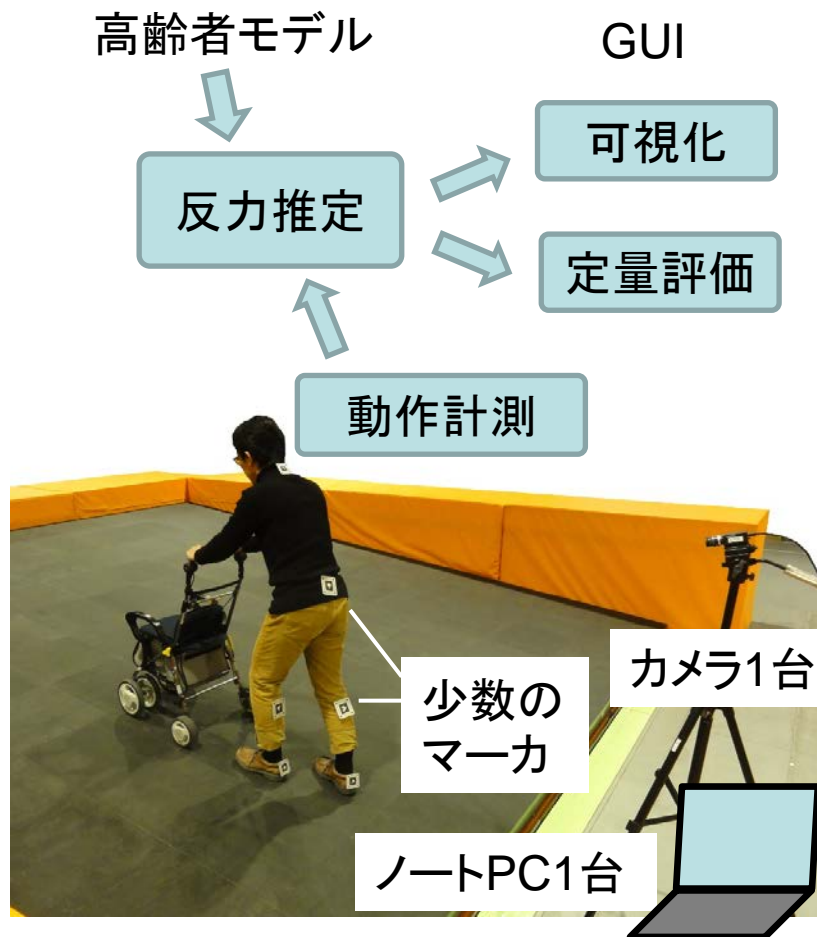 高齢者モデル
GUI
可視化
反力推定
定量評価
動作計測
カメラ1台
少数の
マーカ
ノートPC1台